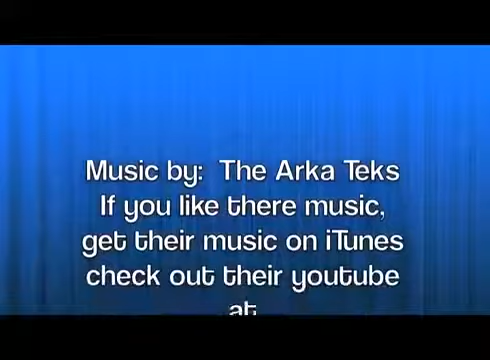 Music by:  The Arka Teks
If you like there music,
get their music on iTunes
check out their youtube
at